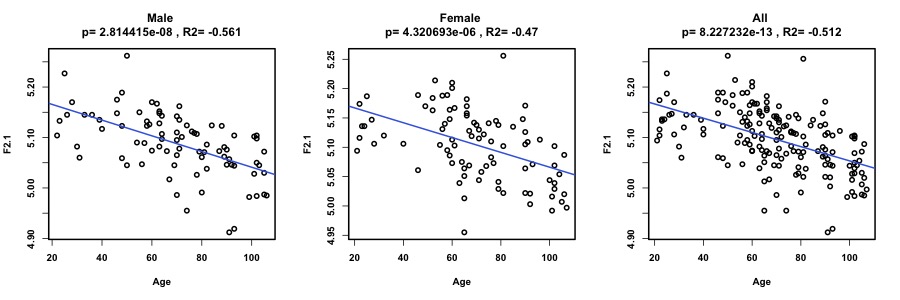 Male
p= 2.814415e-08 , R2= -0.561
5.20
5.10
5.00
4.90
F2.1
20 40 60 80 100
Age
Female
p= 4.320693e-06 , R2= -0.47
5.25
5.20
5.15
5.10
5.05
5.00
4.95
F2.1
20 40 60 80 100
Age
All
p= 8.227232e-13 , R2= -0.512
5.20
5.10
5.00
4.90
F2.1
20 40 60 80 100
Age